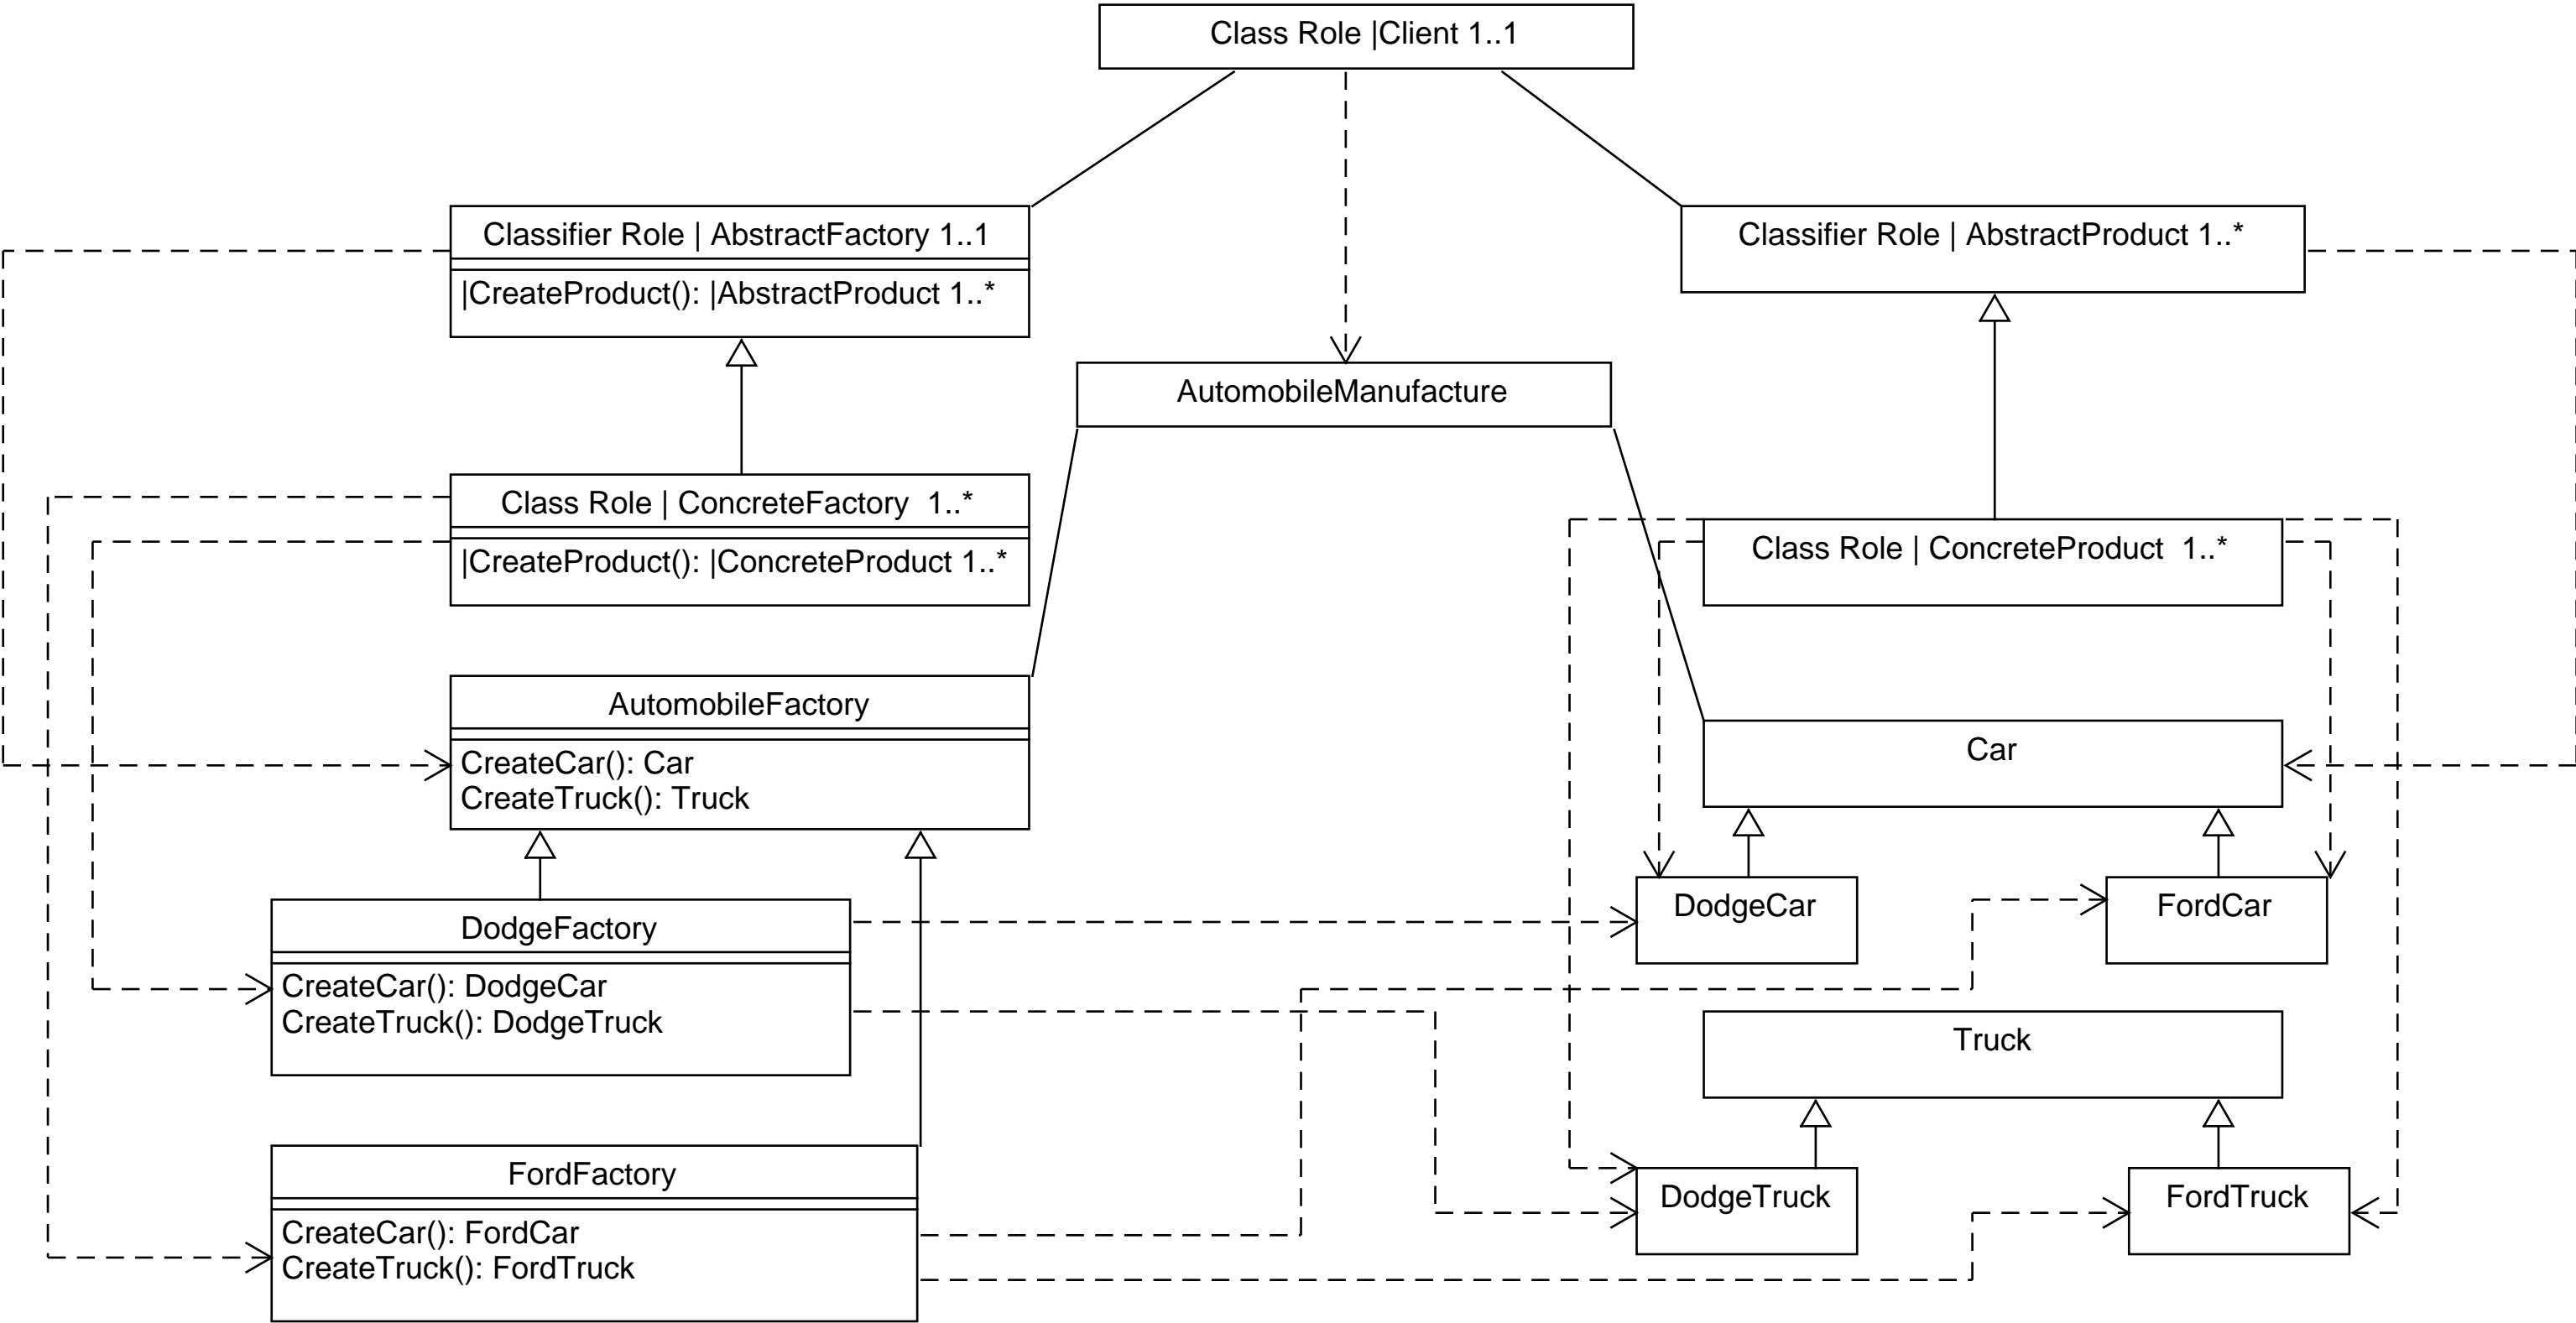 Class Role |Client 1..1
Classifier Role | AbstractFactory 1..1
|CreateProduct(): |AbstractProduct 1..*
Classifier Role | AbstractProduct 1..*
AutomobileManufacture
Class Role | ConcreteFactory  1..*
|CreateProduct(): |ConcreteProduct 1..*
Class Role | ConcreteProduct  1..*
AutomobileFactory
CreateCar(): Car
CreateTruck(): Truck
Car
DodgeFactory
CreateCar(): DodgeCar
CreateTruck(): DodgeTruck
DodgeCar
FordCar
Truck
FordFactory
CreateCar(): FordCar
CreateTruck(): FordTruck
DodgeTruck
FordTruck